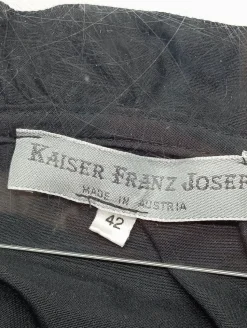 KAISER FRANZ JOSEF
MADE IN AUSTRIA
42